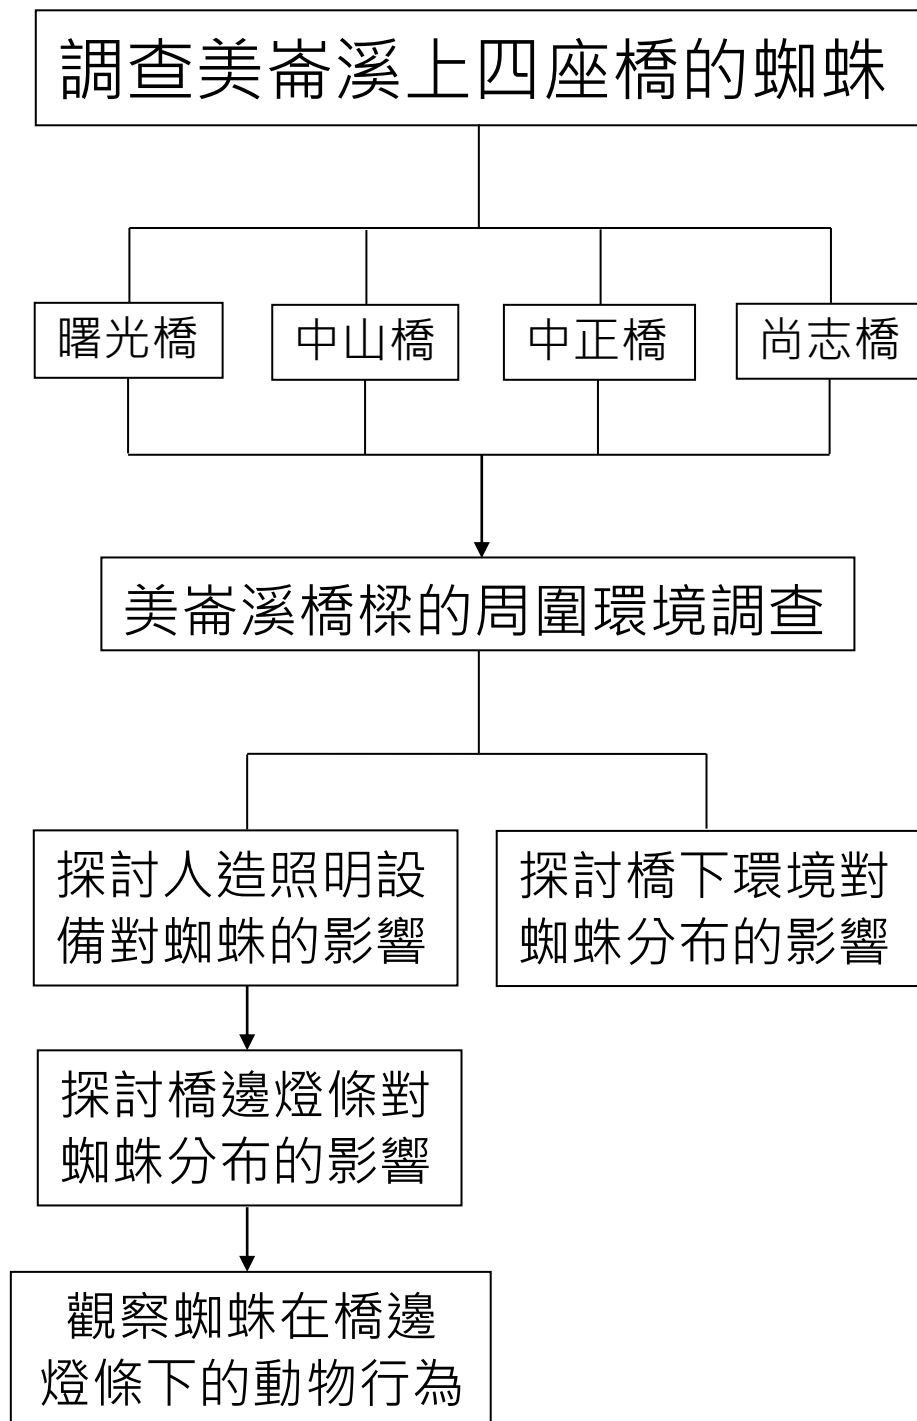 調查美崙溪上四座橋的蜘蛛
曙光橋
中山橋
中正橋
尚志橋
美崙溪橋樑的周圍環境調查
探討人造照明設
備對蜘蛛的影響
探討橋下環境對
蜘蛛分布的影響
探討橋邊燈條對
蜘蛛分布的影響
觀察蜘蛛在橋邊
燈條下的動物行為